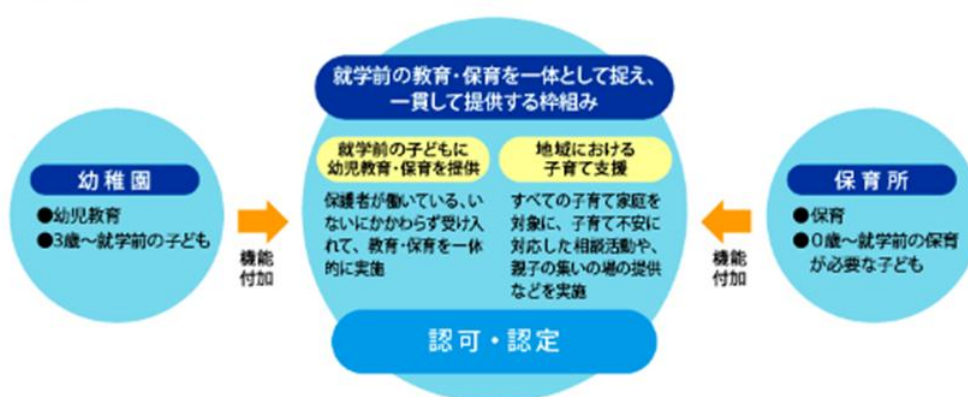 就学前の教育・保育を一体として捉え、
一貫して提供する枠組み
幼稚園
●幼児教育
●3歳～就学前の子ども
機能
付加
就学前の子どもに
幼児教育・保育を提供
保護者が働いている、い
ないにかかわらず受け入
れて、教育・保育を一体
的に実施
地域における
子育て支援
すべての子育て家庭を
対象に、子育て不安に
対応した相談活動や、
親子の集いの場の提供
などを実施
認可・認定
機能
付加
保育所
●保育
●0歳～就学前の保育
が必要な子ども